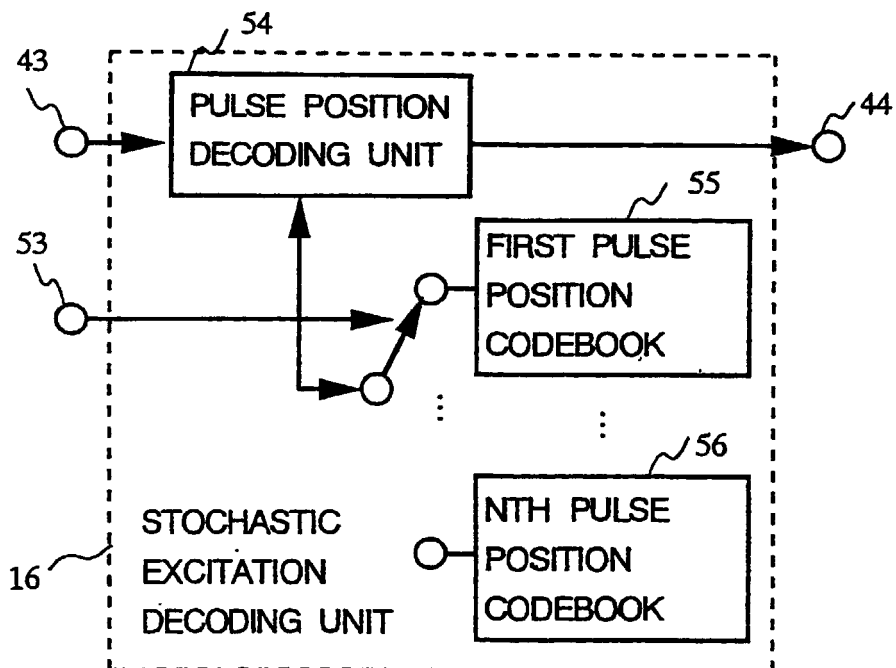 54
43
PULSE POSITION
DECODING UNIT
44
55
53
FIRST PULSE
POSITION
CODEBOOK
56
NTH PULSE
POSITION
CODEBOOK
STOCHASTIC
EXCITATION
DECODING UNIT
16